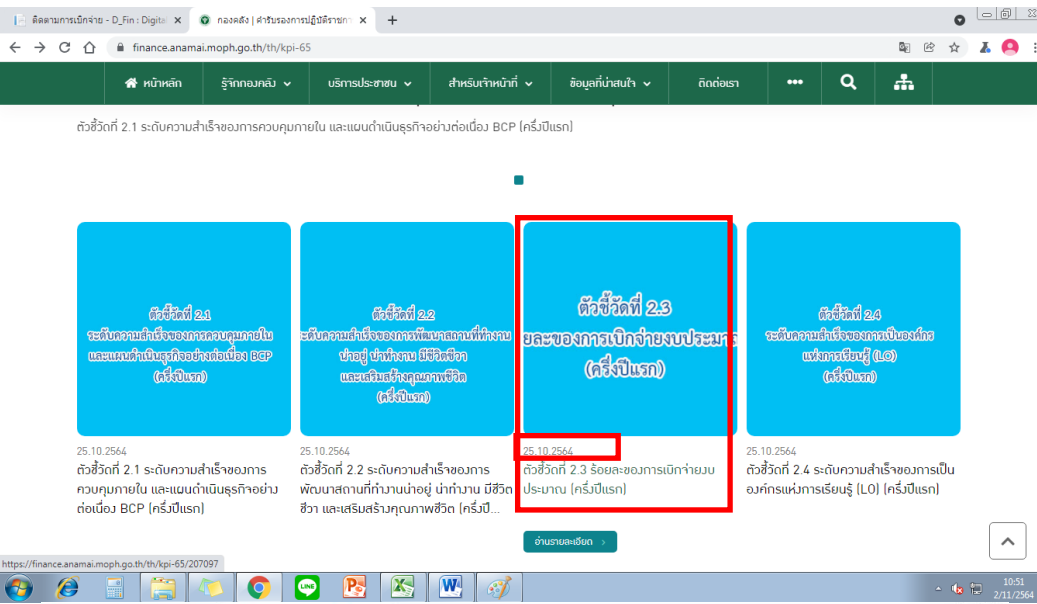 ติดตามการเบิกจ่าย - D_Fin : Digita
กองคลัง | คำรับรองการปฏิบัติราชกา
finance.anamai.moph.go.th/th/kpi-65
หน้าหลัก
รู้จักกองคลัง
บริการประชาชน
สำหรับเจ้าหน้าที่
ข้อมูลที่น่าสนใจ
ติดต่อเรา
ตัวชี้วัดที่ 2.1 ระดับความสำเร็จของการควบคุมภายใน และแผนดำเนินธุรกิจอย่างต่อเนื่อง BCP (ครึ่งปีแรก)
ตัวชี้วัดที่ 2.1
ระดับความสำเร็จของการควบคุมภายใน
และแผนดำเนินธุรกิจอย่างต่อเนื่อง BCP
(ครึ่งปีแรก)
ตัวชี้วัดที่ 2.2
ะดับความสำเร็จของการพัฒนาสถานที่ทำงาน
น่าอยู่ น่าทำงาน มีชีวิตชีวา
และเสริมสร้างคุณภาพชีวิต
(ครึ่งปีแรก)
ตัวชี้วัดที่ 2.3
ยละของการเบิกจ่ายงบประมาณ
(ครึ่งปีแรก)
ตัวชี้วัดที่ 2.4
ระดับความสำเร็จของการเป็นองค์กร
แห่งการเรียนรู้ (LO)
(ครึ่งปีแรก)
25.10.2564
ตัวชี้วัดที่ 2.1 ระดับความสำเร็จของการ
ควบคุมภายใน และแผนดำเนินธุรกิจอย่าง
ต่อเนื่อง BCP (ครึ่งปีแรก)
25.10.2564
ตัวชี้วัดที่ 2.2 ระดับความสำเร็จของการ
พัฒนาสถานที่ทำงานน่าอยู่ น่าทำงาน มีชีวิต
ชีวา และเสริมสร้างคุณภาพชีวิต (ครึ่งปี...
25.10.2564
ตัวชี้วัดที่ 2.3 ร้อยละของการเบิกจ่ายงบ
ประมาณ (ครึ่งปีแรก)
25.10.2564
ตัวชี้วัดที่ 2.4 ระดับความสำเร็จของการเป็น
องค์กรแห่งการเรียนรู้ (LO) (ครึ่งปีแรก)
อ่านรายละเอียด
https://finance.anamai.moph.go.th/th/kpi-65/207097
LINE
10:51
2/11/2564